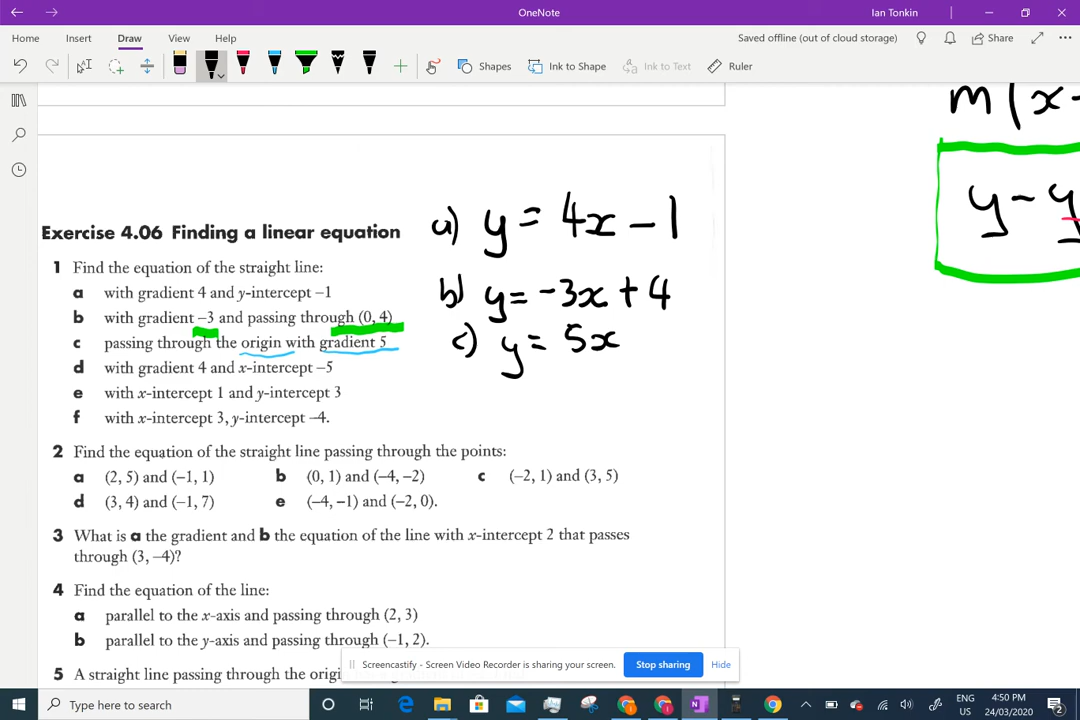 OneNote
Ian Tonkin
Home Insert Draw View Help
Saved offline (out of cloud storage)
Share
Shapes
Ink to Shape
Ink to Text
Ruler
m(x-
y-y
Exercise 4.06 Finding a linear equation
a) y = 4x - 1
1 Find the equation of the straight line:
a with gradient 4 and y-intercept −1
b) y = -3x + 4
b with gradient −3 and passing through (0, 4)
c passing through the origin with gradient 5
c) y = 5x
d with gradient 4 and x-intercept −5
e with x-intercept 1 and y-intercept 3
f with x-intercept 3, y-intercept −4.
2 Find the equation of the straight line passing through the points:
a (2, 5) and (−1, 1) b (0, 1) and (−4, −2) c (−2, 1) and (3, 5)
d (3, 4) and (−1, 7) e (−4, −1) and (−2, 0).
3 What is a the gradient and b the equation of the line with x-intercept 2 that passes
through (3, −4)?
4 Find the equation of the line:
a parallel to the x-axis and passing through (2, 3)
b parallel to the y-axis and passing through (−1, 2).
5 A straight line passing through the origi
Screencastify - Screen Video Recorder is sharing your screen.
Stop sharing
Hide
Type here to search
ENG
US
4:50 PM
24/03/2020
2